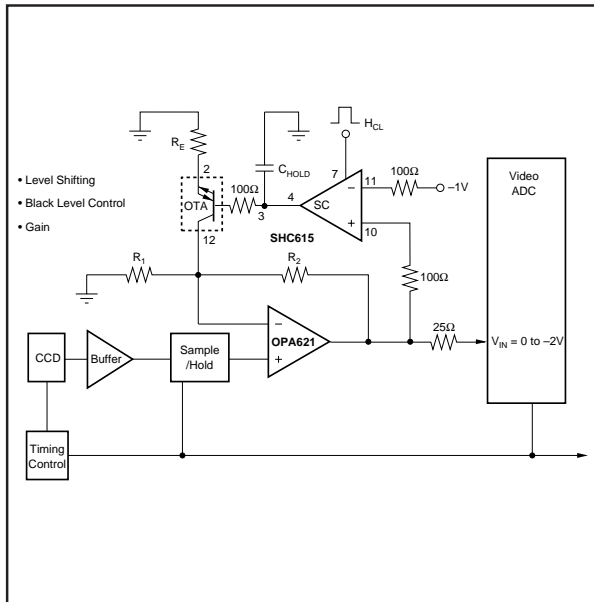 • Level Shifting
• Black Level Control
• Gain
R_E
2
OTA
12
100Ω
3
C_HOLD
4
SC
7
H_CL
−
+
11
10
100Ω
−1V
SHC615
100Ω
Video
ADC
V_IN = 0 to −2V
R_1
R_2
−
+
OPA621
25Ω
CCD
Buffer
Sample
/Hold
Timing
Control